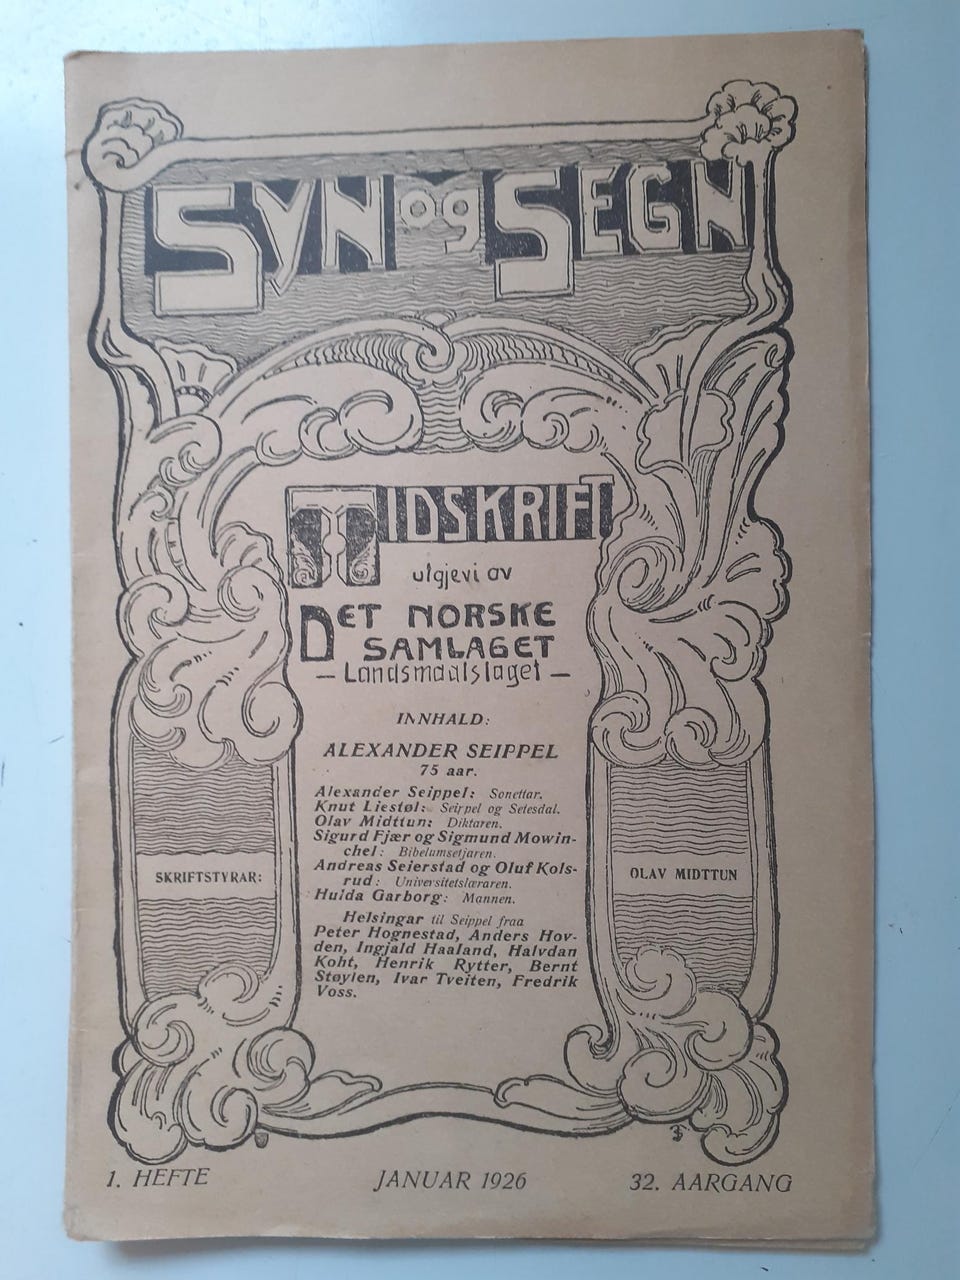 SYN og SEGN
TIDSKRIFT
utgjevi av
DET NORSKE
SAMLAGET
— Landsmaalslaget —
INNHALD:
ALEXANDER SEIPPEL
75 aar.
Alexander Seippel: Sonettar.
Knut Liestøl: Seippel og Setesdal.
Olav Midttun: Diktaren.
Sigurd Fjær og Sigmund Mowin-
chel: Bibelumsetjaren.
Andreas Seierstad og Oluf Kols-
rud: Universitetslæraren.
Hulda Garborg: Mannen.
Helsingar til Seippel fraa
Peter Hognestad, Anders Hov-
den, Ingjald Haaland, Halvdan
Koht, Henrik Rytter, Bernt
Støylen, Ivar Tveiten, Fredrik
Voss.
SKRIFTSTYRAR:
OLAV MIDTTUN
1. HEFTE
JANUAR 1926
32. AARGANG